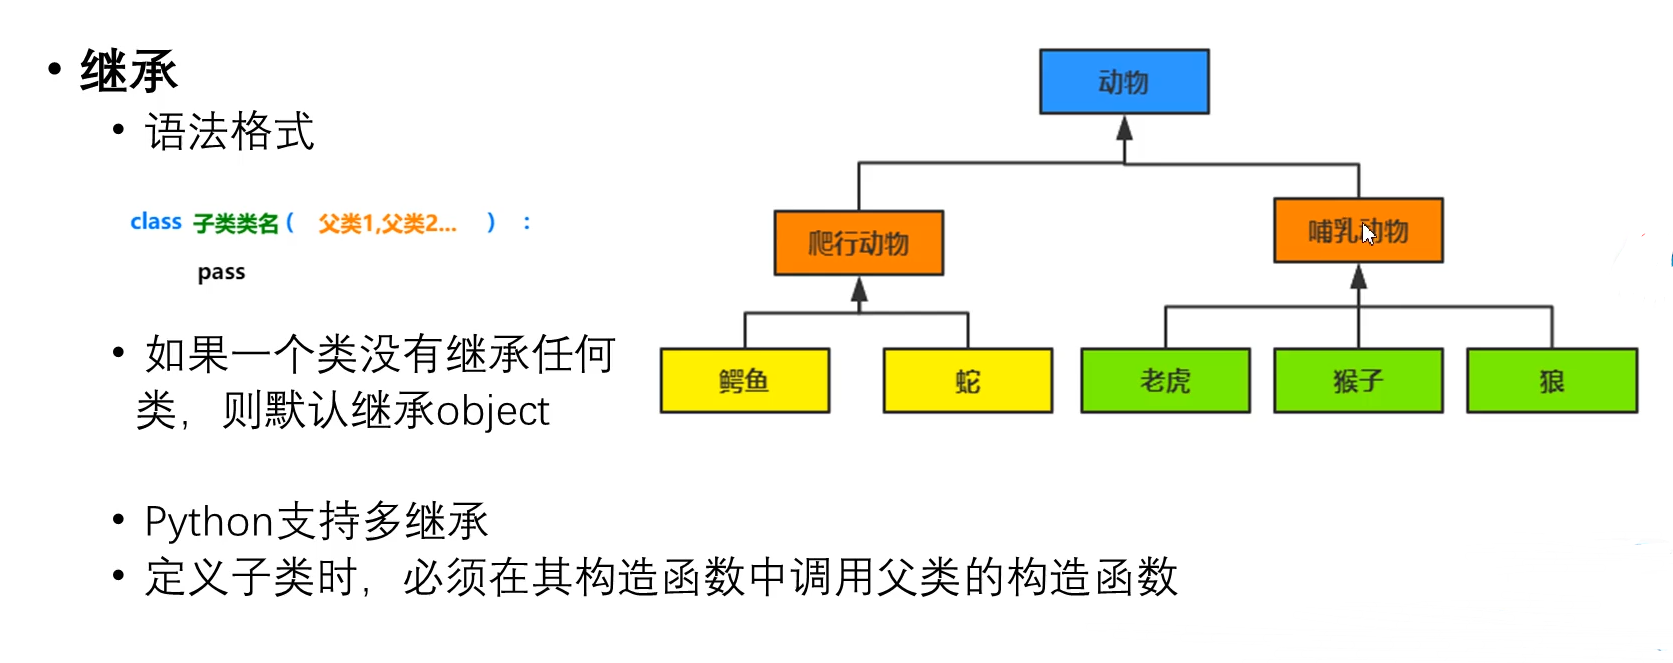 • 继承
• 语法格式
class 子类类名 ( 父类1,父类2... ) :
pass
• 如果一个类没有继承任何
类，则默认继承object
• Python支持多继承
• 定义子类时，必须在其构造函数中调用父类的构造函数
动物
爬行动物
哺乳动物
鳄鱼
蛇
老虎
猴子
狼